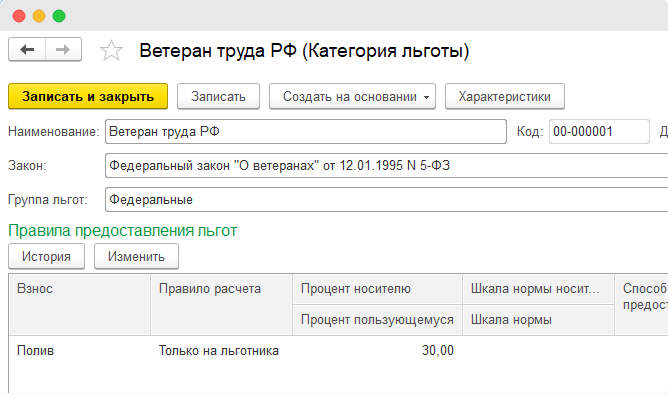 Ветеран труда РФ (Категория льготы)
Записать и закрыть Записать Создать на основании Характеристики
Наименование: Ветеран труда РФ Код: 00-000001 Д
Закон: Федеральный закон "О ветеранах" от 12.01.1995 N 5-ФЗ
Группа льгот: Федеральные
Правила предоставления льгот
История Изменить
Взнос Правило расчета Процент носителю Шкала нормы носит... Способ
предос
Процент пользующемуся Шкала нормы
Полив Только на льготника 30,00